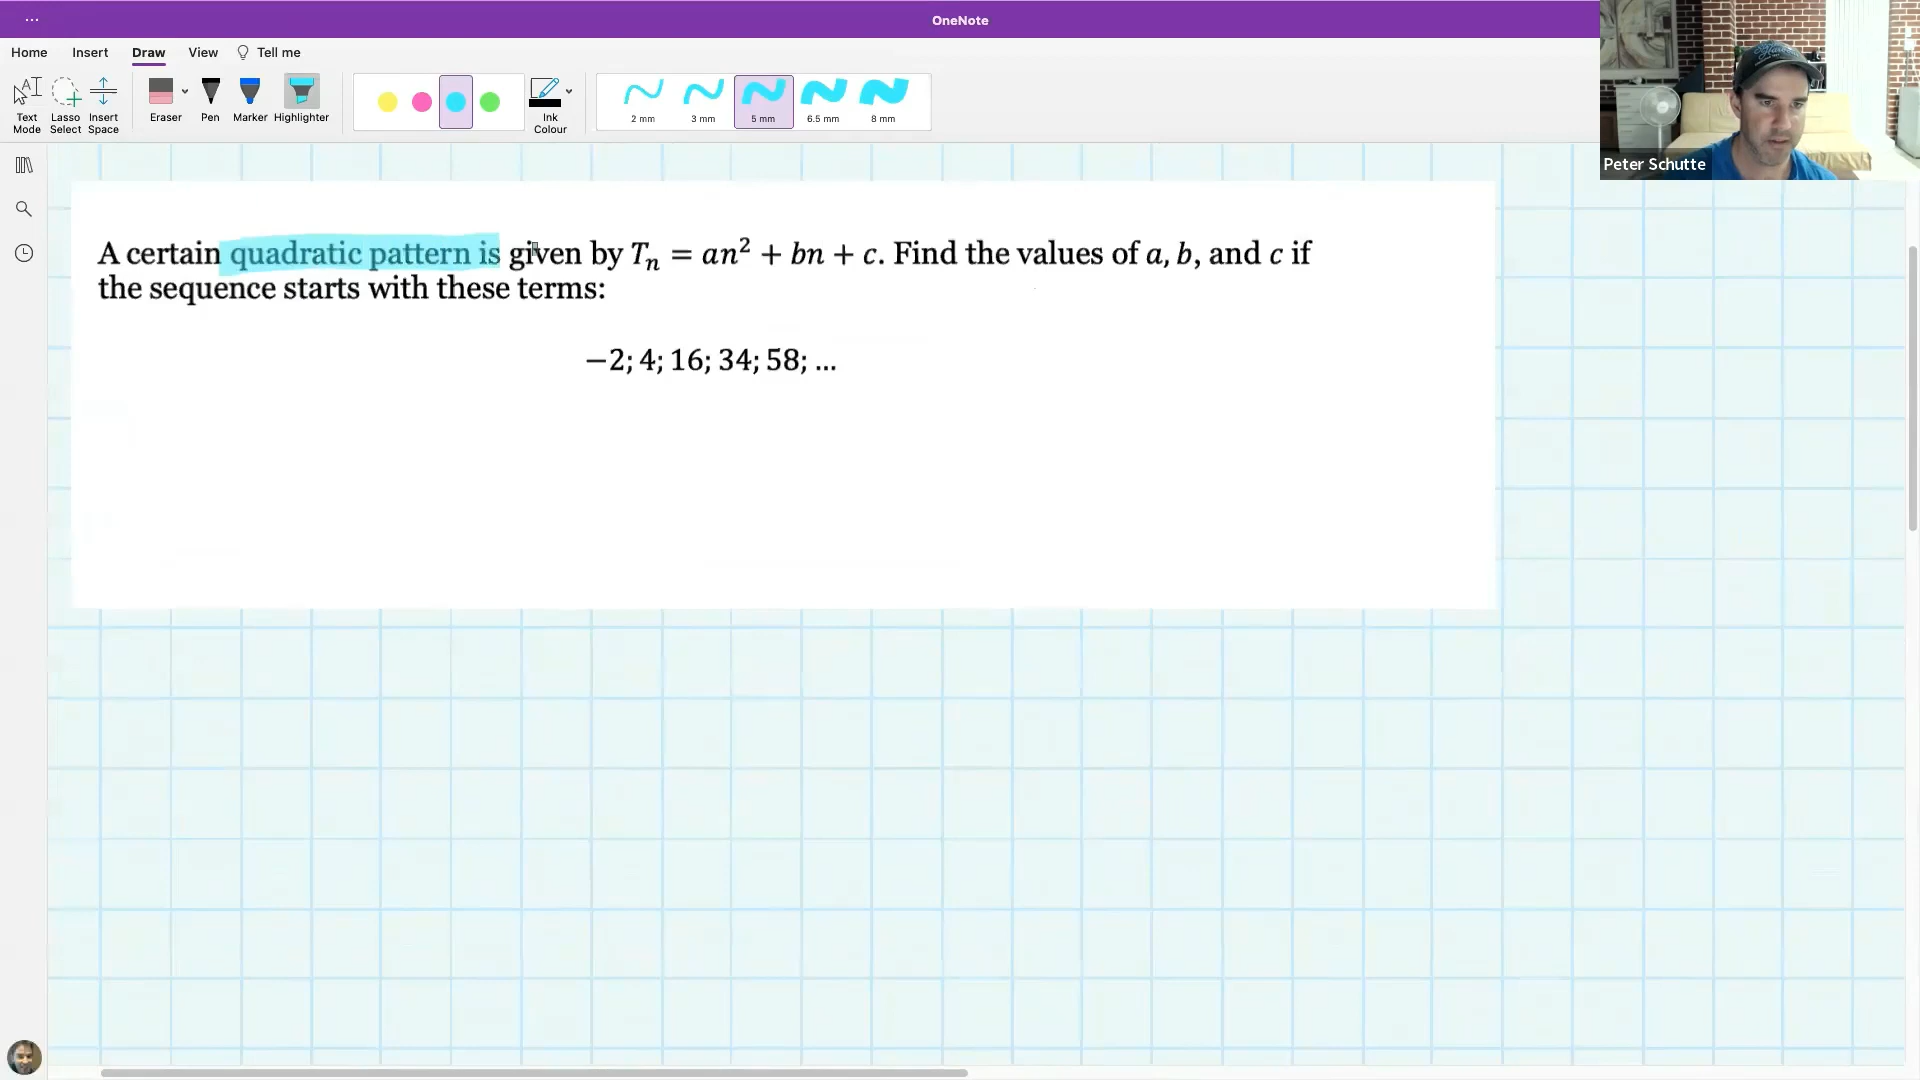 OneNote
Home Insert Draw View Tell me
Text Mode Lasso Select Insert Space Eraser Pen Marker Highlighter Ink Colour 2 mm 3 mm 5 mm 6.5 mm 8 mm
Peter Schutte
A certain quadratic pattern is given by Tₙ = an² + bn + c. Find the values of a, b, and c if
the sequence starts with these terms:
−2; 4; 16; 34; 58; ...